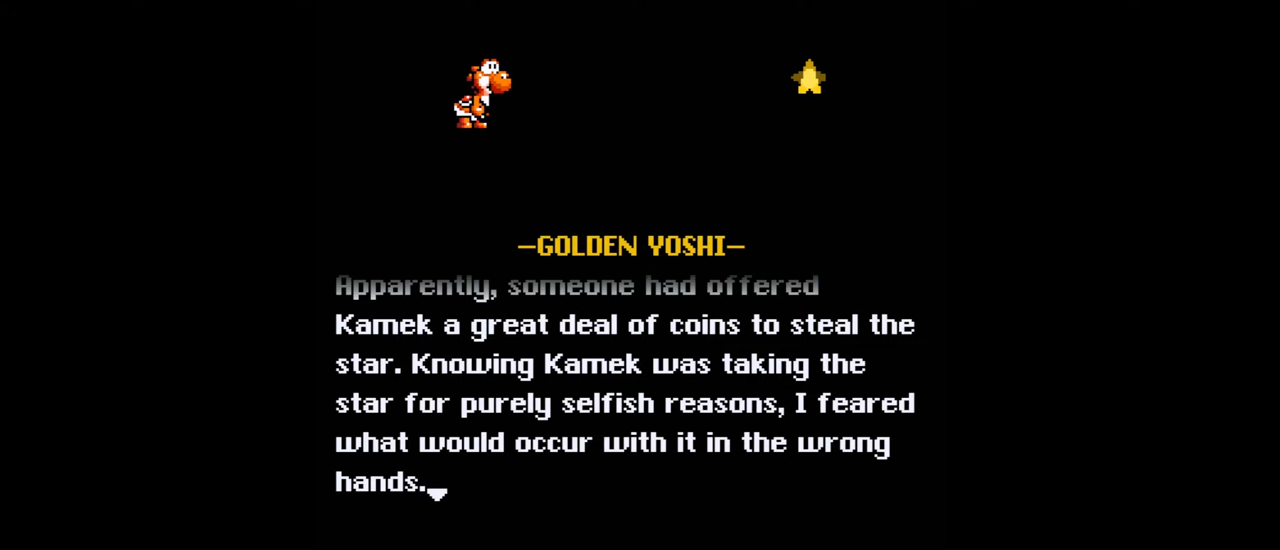 —GOLDEN YOSHI—
Apparently, someone had offered
Kamek a great deal of coins to steal the
star. Knowing Kamek was taking the
star for purely selfish reasons, I feared
what would occur with it in the wrong
hands.